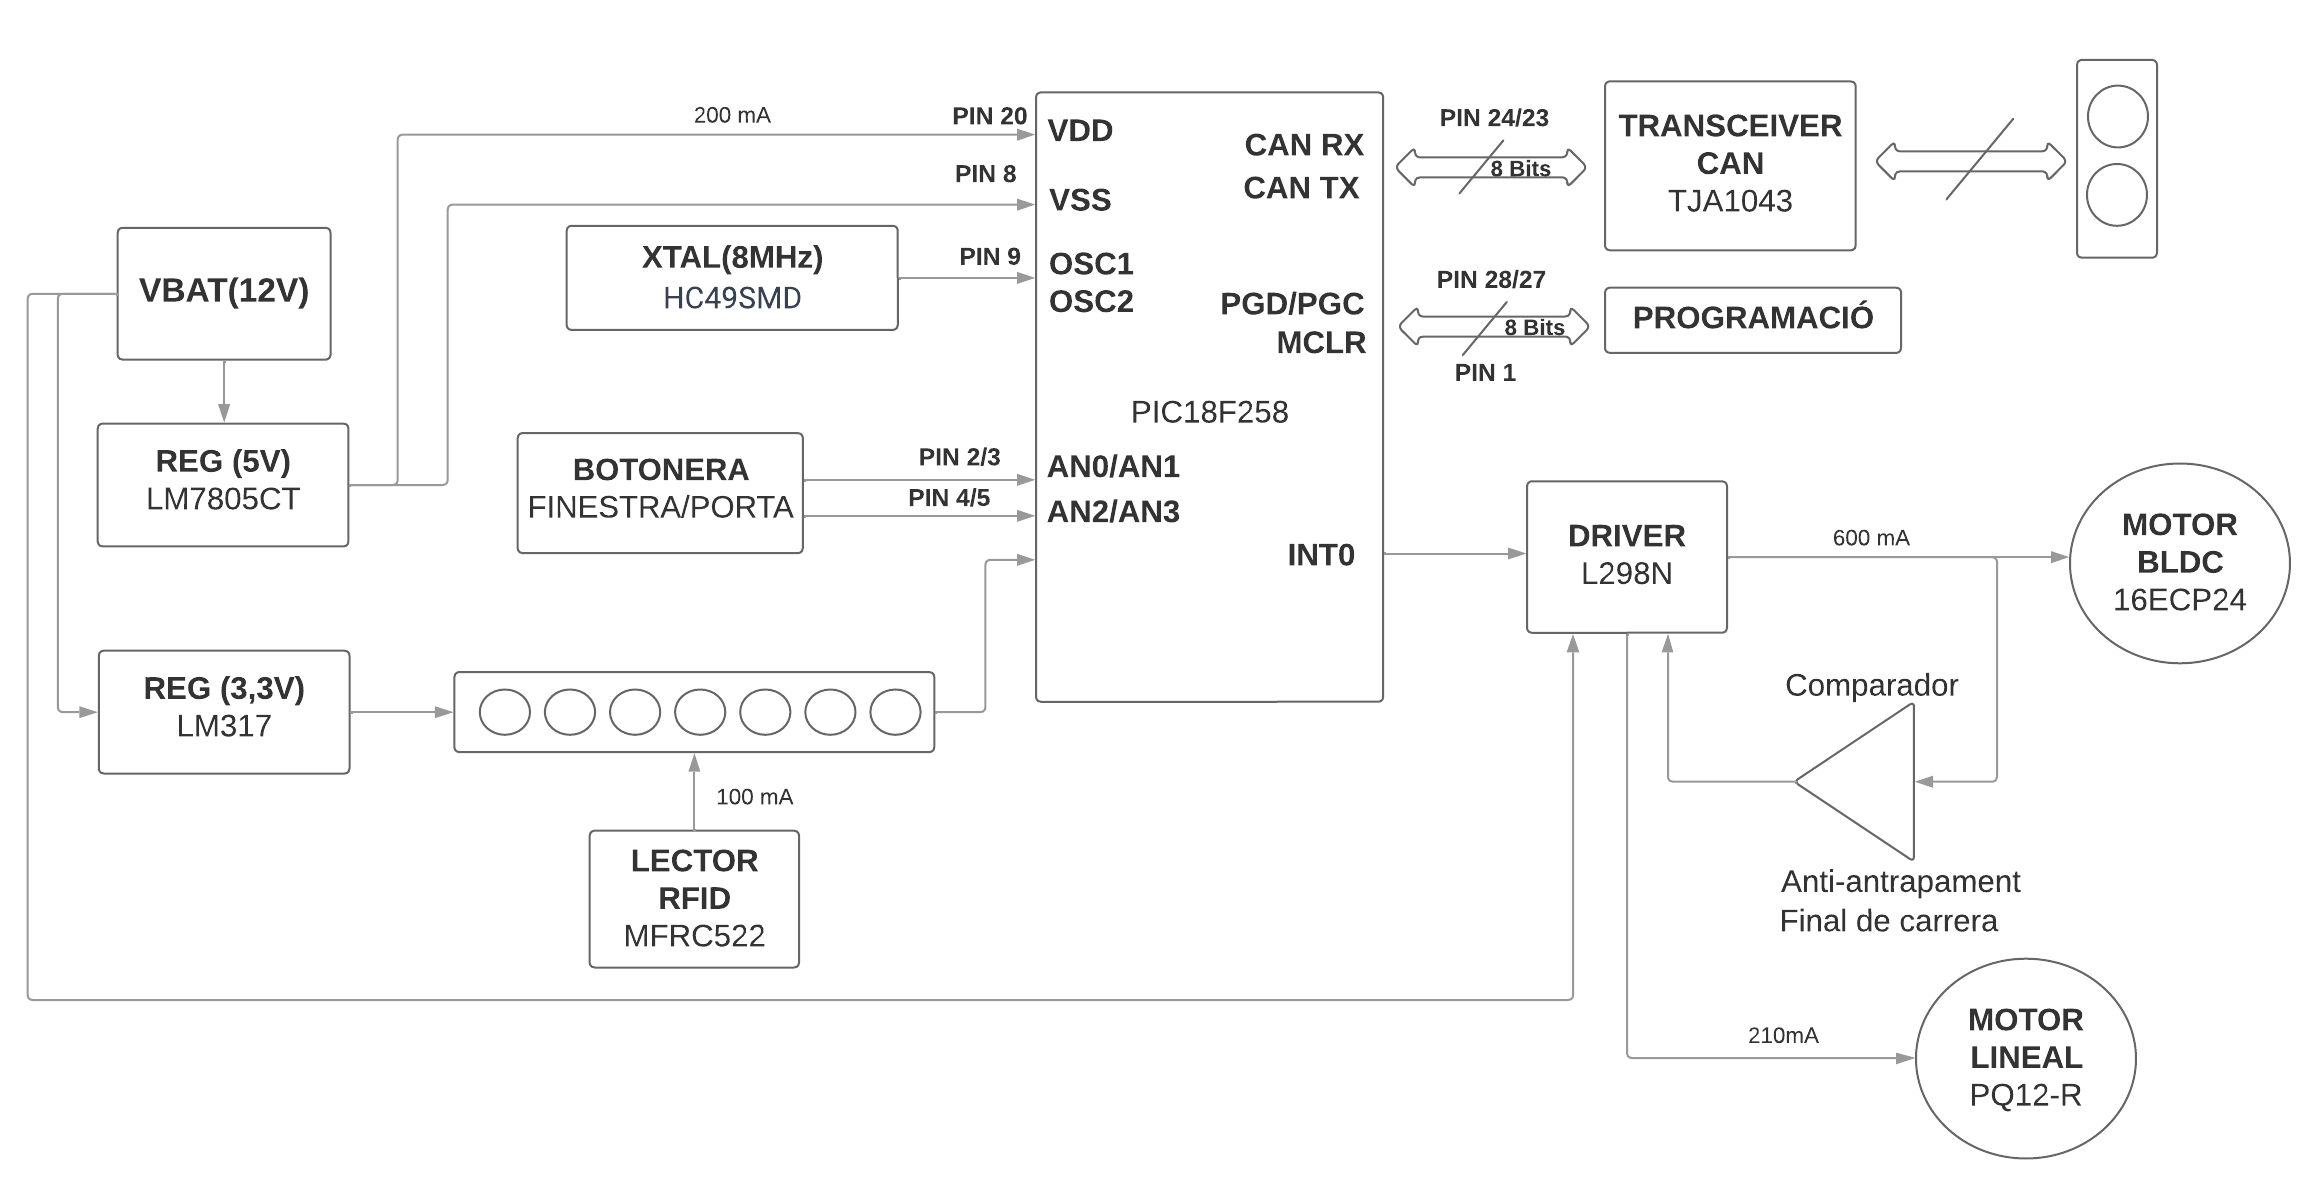 200 mA
PIN 20
PIN 8
VBAT(12V)
XTAL(8MHz)
HC49SMD
PIN 9
REG (5V)
LM7805CT
BOTONERA
FINESTRA/PORTA
PIN 2/3
PIN 4/5
REG (3,3V)
LM317
100 mA
LECTOR
RFID
MFRC522
VDD
VSS
OSC1
OSC2
CAN RX
CAN TX
PGD/PGC
MCLR
PIC18F258
AN0/AN1
AN2/AN3
INT0
PIN 24/23
8 Bits
TRANSCEIVER
CAN
TJA1043
PIN 28/27
8 Bits
PIN 1
PROGRAMACIÓ
DRIVER
L298N
600 mA
MOTOR
BLDC
16ECP24
Comparador
Anti-antrapament
Final de carrera
210mA
MOTOR
LINEAL
PQ12-R